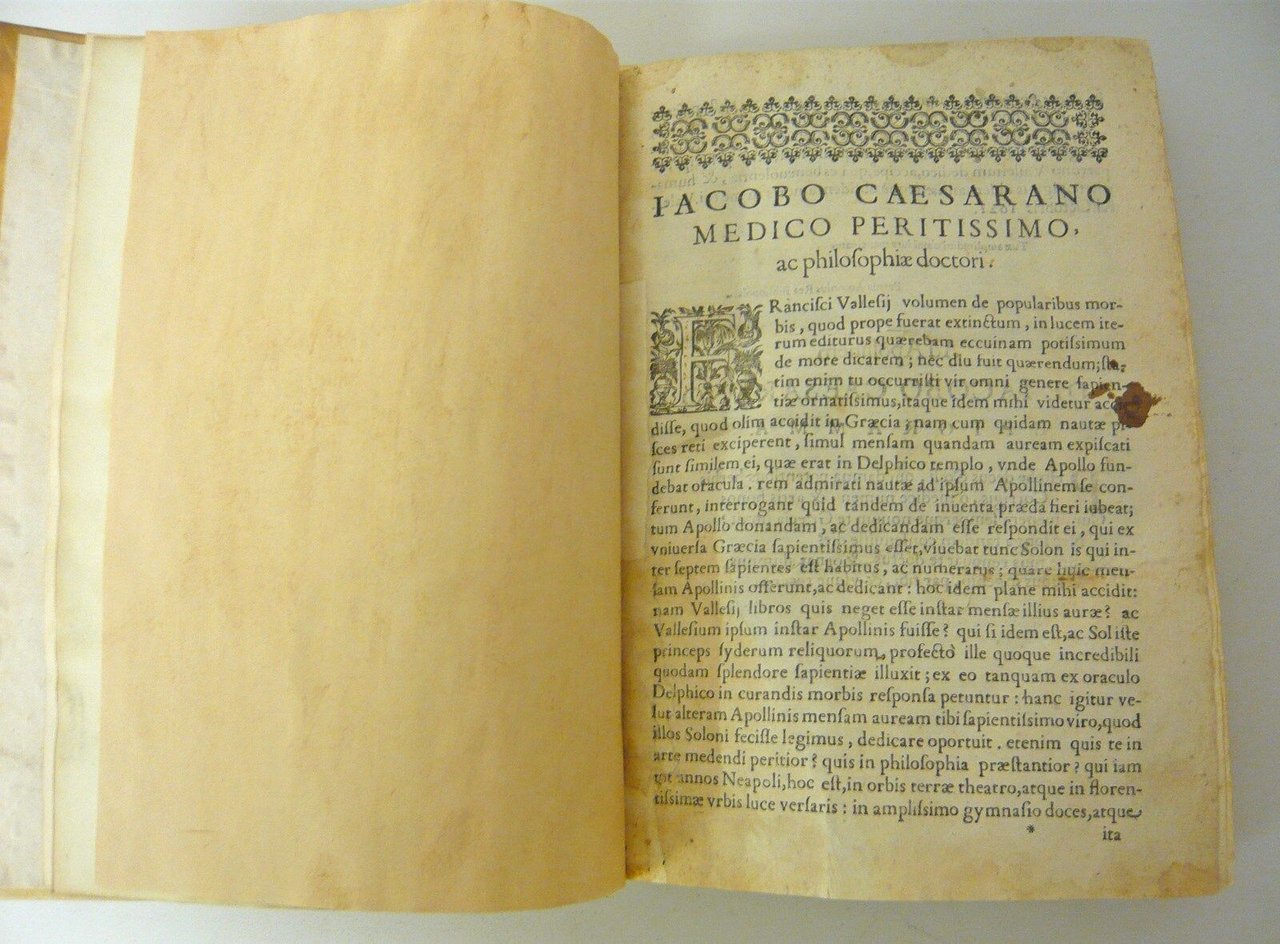 IACOBO CAESARANO
MEDICO PERITISSIMO,
ac philoſophiæ doctori.
FRanciſci Valleſij volumen de popularibus mor-
bis, quod prope fuerat extinctum, in lucem ite-
rum editurus quærebam eccuinam potiſſimum
de more dicarem; nec diu fuit quærendum; ſta-
tim enim tu occurriſti vir omni genere ſapien-
tiæ ornatiſſimus, itaque idem mihi videtur acci-
diſſe, quod olim accidit in Græcia; nam cum quidam nautæ pi-
ſces reti exciperent, ſimul menſam quandam auream expiſcati
ſunt ſimilem ei, quæ erat in Delphico templo, vnde Apollo fun-
debat oracula. rem admirati nautæ ad ipſum Apollinem ſe con-
ferunt, interrogant quid tandem de inuenta præda fieri iubeat;
tum Apollo donandam, ac dedicandam eſſe reſpondit ei, qui ex
vniuerſa Græcia ſapientiſſimus eſſet, viuebat tunc Solon is qui in-
ter ſeptem ſapientes eſt habitus, ac numeratus; quare huic men-
ſam Apollinis offerunt, ac dedicant: hoc idem plane mihi accidit:
nam Valleſij libros quis neget eſſe inſtar menſæ illius auræ? ac
Valleſium ipſum inſtar Apollinis fuiſſe? qui ſi idem eſt, ac Sol iſte
princeps ſyderum reliquorum, profectò ille quoque incredibili
quodam ſplendore ſapientiæ illuxit; ex eo tanquam ex oraculo
Delphico in curandis morbis reſponſa petuntur: hanc igitur ve-
lut alteram Apollinis menſam auream tibi ſapientiſſimo viro, quod
illos Soloni feciſſe legimus, dedicare oportuit. etenim quis te in
arte medendi peritior? quis in philoſophia præſtantior? qui iam
tot annos Neapoli, hoc eſt, in orbis terræ theatro, atque in floren-
tiſſimæ vrbis luce verſaris: in ampliſſimo gymnaſio doces, atque
* ita